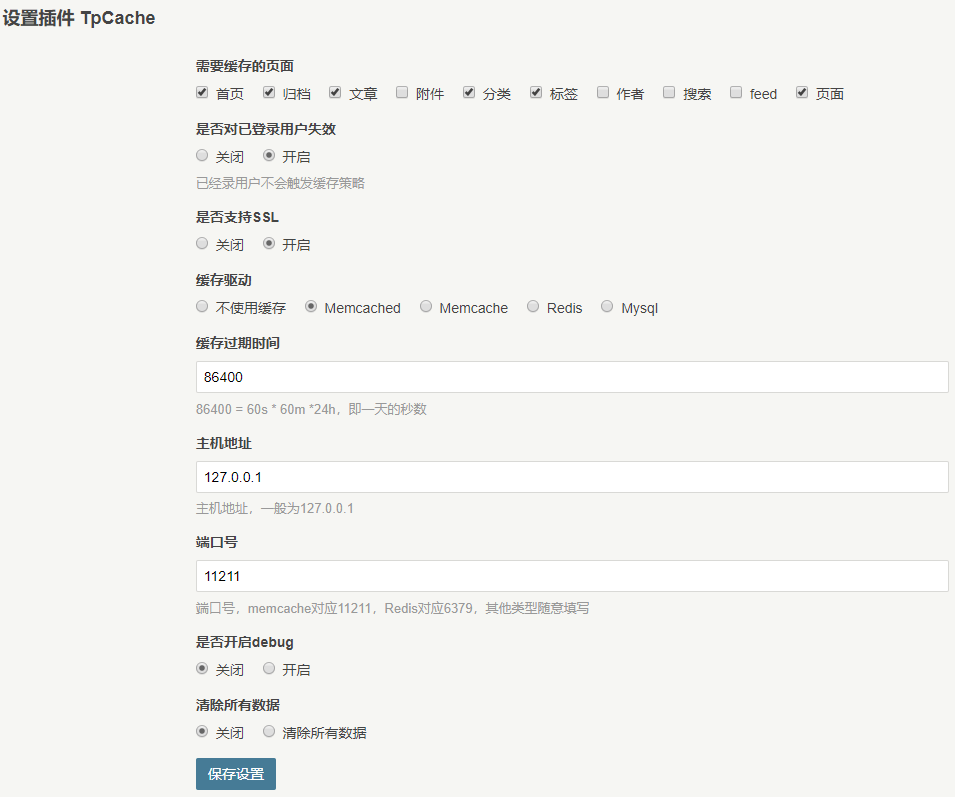 设置插件 TpCache
需要缓存的页面
首页 归档 文章 附件 分类 标签 作者 搜索 feed 页面
是否对已登录用户失效
关闭 开启
已经录用户不会触发缓存策略
是否支持SSL
关闭 开启
缓存驱动
不使用缓存 Memcached Memcache Redis Mysql
缓存过期时间
86400
86400 = 60s * 60m *24h，即一天的秒数
主机地址
127.0.0.1
主机地址，一般为127.0.0.1
端口号
11211
端口号，memcache对应11211，Redis对应6379，其他类型随意填写
是否开启debug
关闭 开启
清除所有数据
关闭 清除所有数据
保存设置